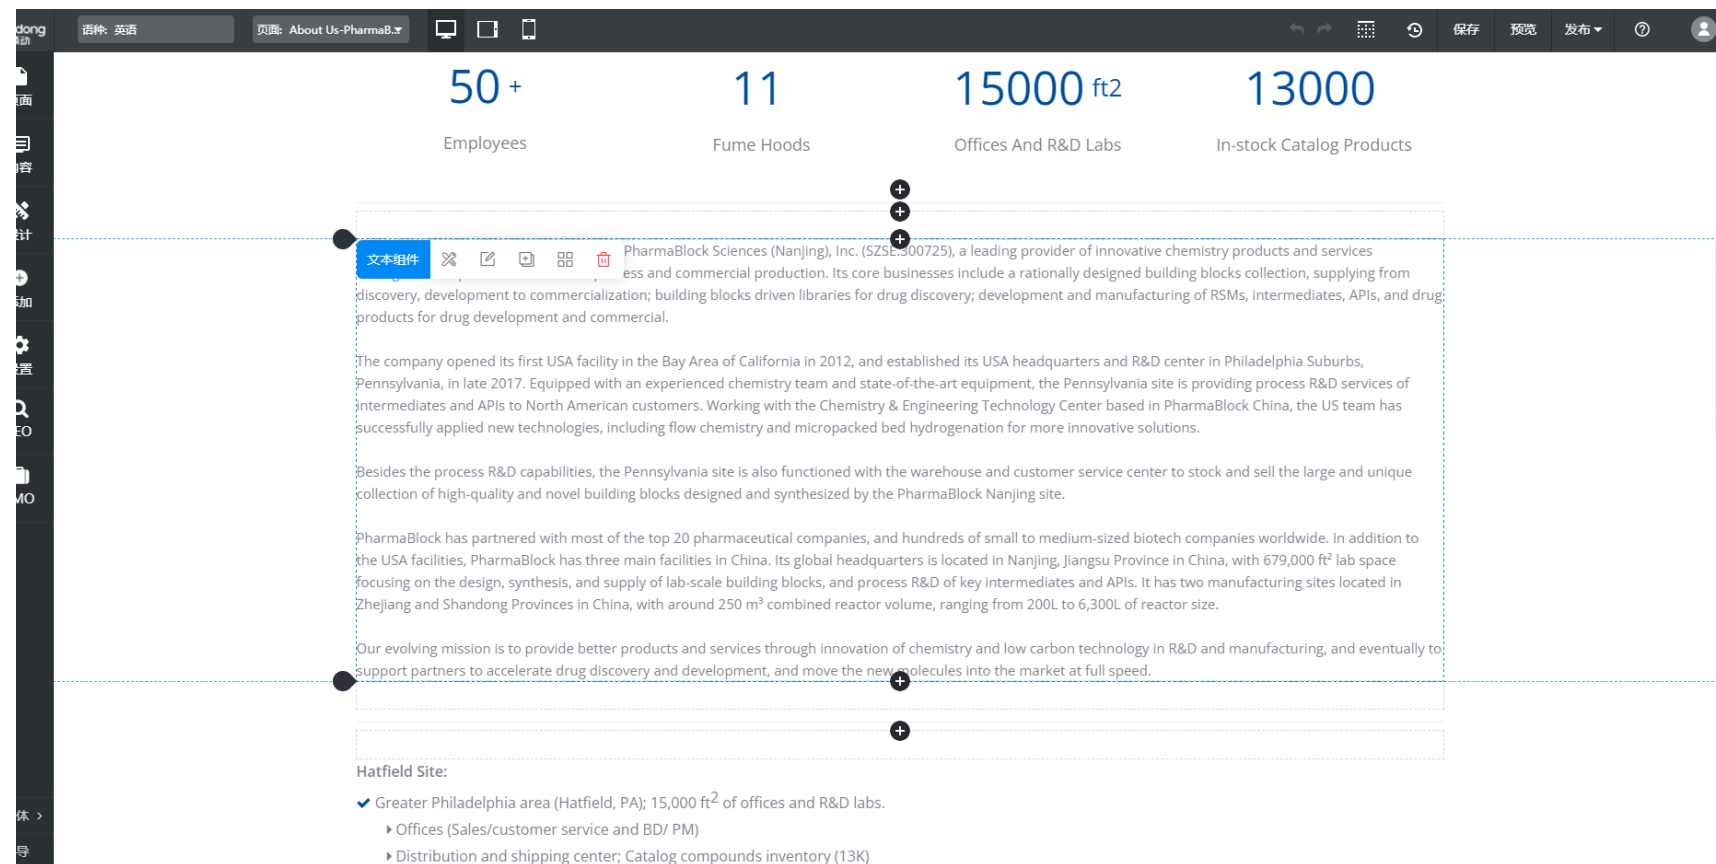 dong
语种: 英语
页面: About Us-PharmaB..
保存
预览
发布
50 +
11
15000 ft2
13000
Employees
Fume Hoods
Offices And R&D Labs
In-stock Catalog Products
文本组件
PharmaBlock Sciences (Nanjing), Inc. (SZSE:300725), a leading provider of innovative chemistry products and services
ess and commercial production. Its core businesses include a rationally designed building blocks collection, supplying from
discovery, development to commercialization; building blocks driven libraries for drug discovery; development and manufacturing of RSMs, intermediates, APIs, and drug
products for drug development and commercial.
The company opened its first USA facility in the Bay Area of California in 2012, and established its USA headquarters and R&D center in Philadelphia Suburbs,
Pennsylvania, in late 2017. Equipped with an experienced chemistry team and state-of-the-art equipment, the Pennsylvania site is providing process R&D services of
intermediates and APIs to North American customers. Working with the Chemistry & Engineering Technology Center based in PharmaBlock China, the US team has
successfully applied new technologies, including flow chemistry and micropacked bed hydrogenation for more innovative solutions.
Besides the process R&D capabilities, the Pennsylvania site is also functioned with the warehouse and customer service center to stock and sell the large and unique
collection of high-quality and novel building blocks designed and synthesized by the PharmaBlock Nanjing site.
PharmaBlock has partnered with most of the top 20 pharmaceutical companies, and hundreds of small to medium-sized biotech companies worldwide. In addition to
the USA facilities, PharmaBlock has three main facilities in China. Its global headquarters is located in Nanjing, Jiangsu Province in China, with 679,000 ft² lab space
focusing on the design, synthesis, and supply of lab-scale building blocks, and process R&D of key intermediates and APIs. It has two manufacturing sites located in
Zhejiang and Shandong Provinces in China, with around 250 m³ combined reactor volume, ranging from 200L to 6,300L of reactor size.
Our evolving mission is to provide better products and services through innovation of chemistry and low carbon technology in R&D and manufacturing, and eventually to
support partners to accelerate drug discovery and development, and move the new molecules into the market at full speed.
Hatfield Site:
Greater Philadelphia area (Hatfield, PA); 15,000 ft² of offices and R&D labs.
Offices (Sales/customer service and BD/ PM)
Distribution and shipping center; Catalog compounds inventory (13K)
面
容
计
加
置
EO
MO
体
导